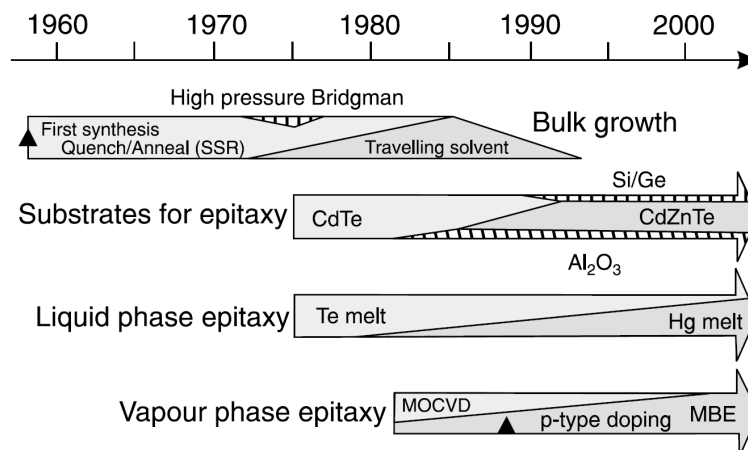 1960 1970 1980 1990 2000
High pressure Bridgman
First synthesis
Quench/Anneal (SSR)
Travelling solvent
Bulk growth
Si/Ge
Substrates for epitaxy
CdTe
CdZnTe
Al₂O₃
Liquid phase epitaxy
Te melt
Hg melt
Vapour phase epitaxy
MOCVD
p-type doping
MBE